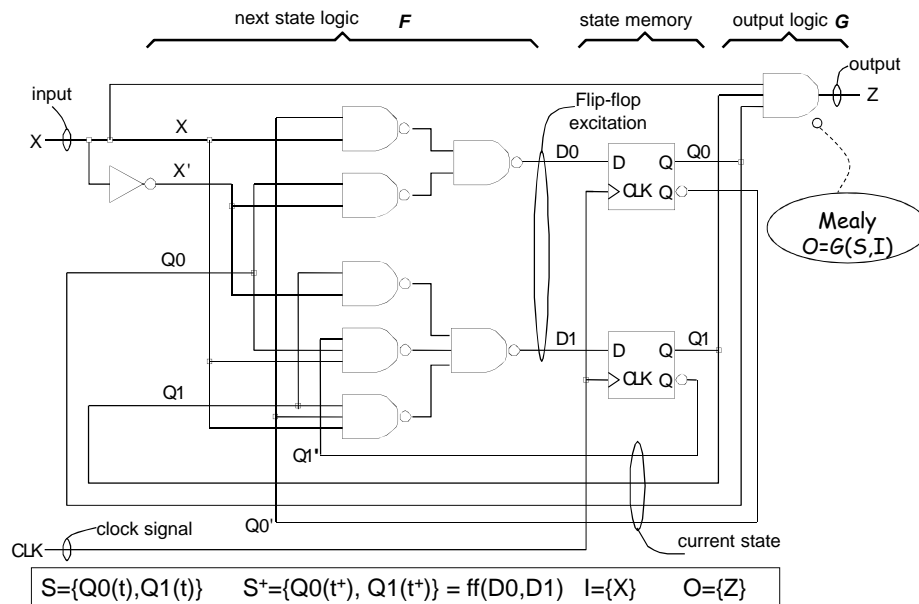 next state logic F
state memory
output logic G
input
output
X
X
X'
Flip-flop
excitation
Z
D0
D
Q
Q0
CLK
Q
Mealy
O=G(S,I)
Q0
D1
D
Q
Q1
CLK
Q
Q1
Q1'
Q0'
clock signal
CLK
current state
S={Q0(t),Q1(t)} S+={Q0(t+), Q1(t+)} = ff(D0,D1) I={X} O={Z}